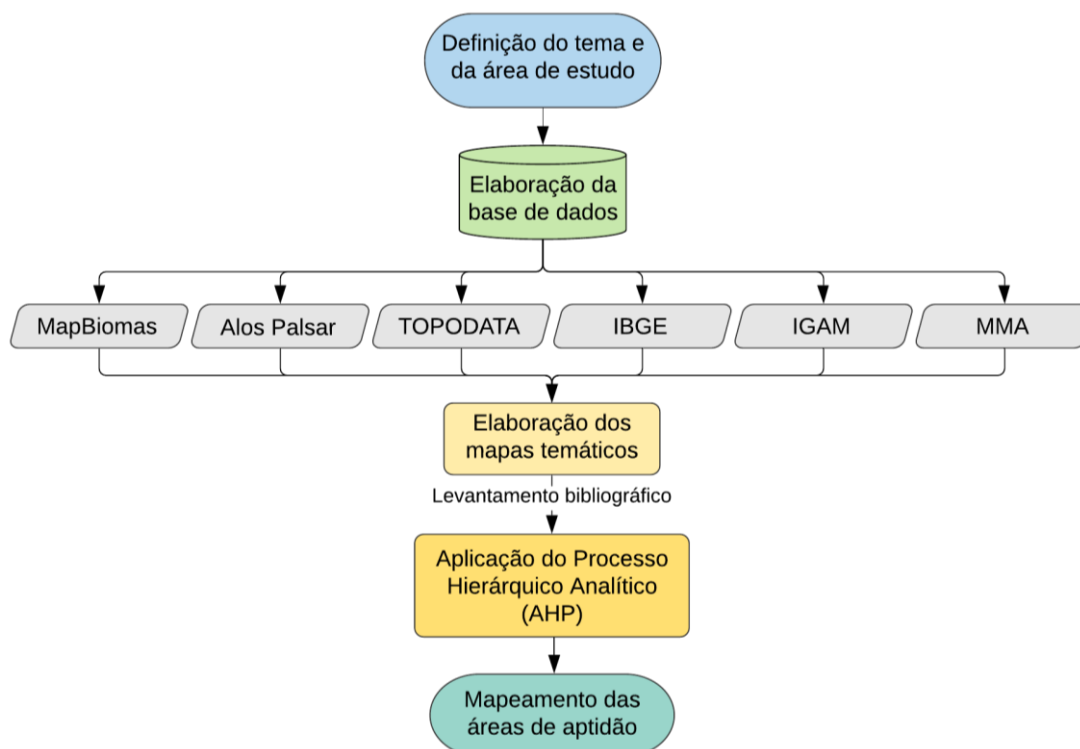 Definição do tema e
da área de estudo
Elaboração da
base de dados
MapBiomas
Alos Palsar
TOPODATA
IBGE
IGAM
MMA
Elaboração dos
mapas temáticos
Levantamento bibliográfico
Aplicação do Processo
Hierárquico Analítico
(AHP)
Mapeamento das
áreas de aptidão